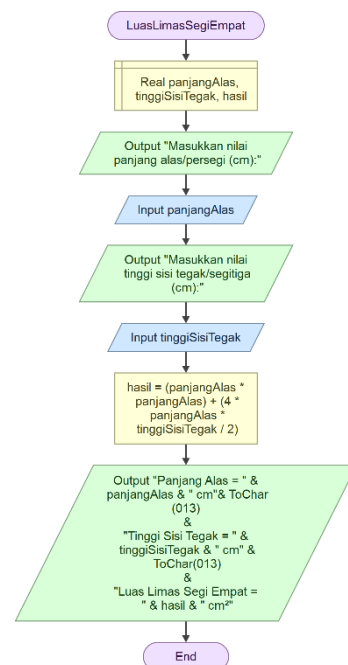 LuasLimasSegiEmpat
Real panjangAlas,
tinggiSisiTegak, hasil
Output "Masukkan nilai
panjang alas/persegi (cm):"
Input panjangAlas
Output "Masukkan nilai
tinggi sisi tegak/segitiga
(cm):"
Input tinggiSisiTegak
hasil = (panjangAlas *
panjangAlas) + (4 *
panjangAlas *
tinggiSisiTegak / 2)
Output "Panjang Alas = " &
panjangAlas & " cm"& ToChar
(013)
&
"Tinggi Sisi Tegak = " &
tinggiSisiTegak & " cm" &
ToChar(013)
&
"Luas Limas Segi Empat =
" & hasil & " cm²"
End